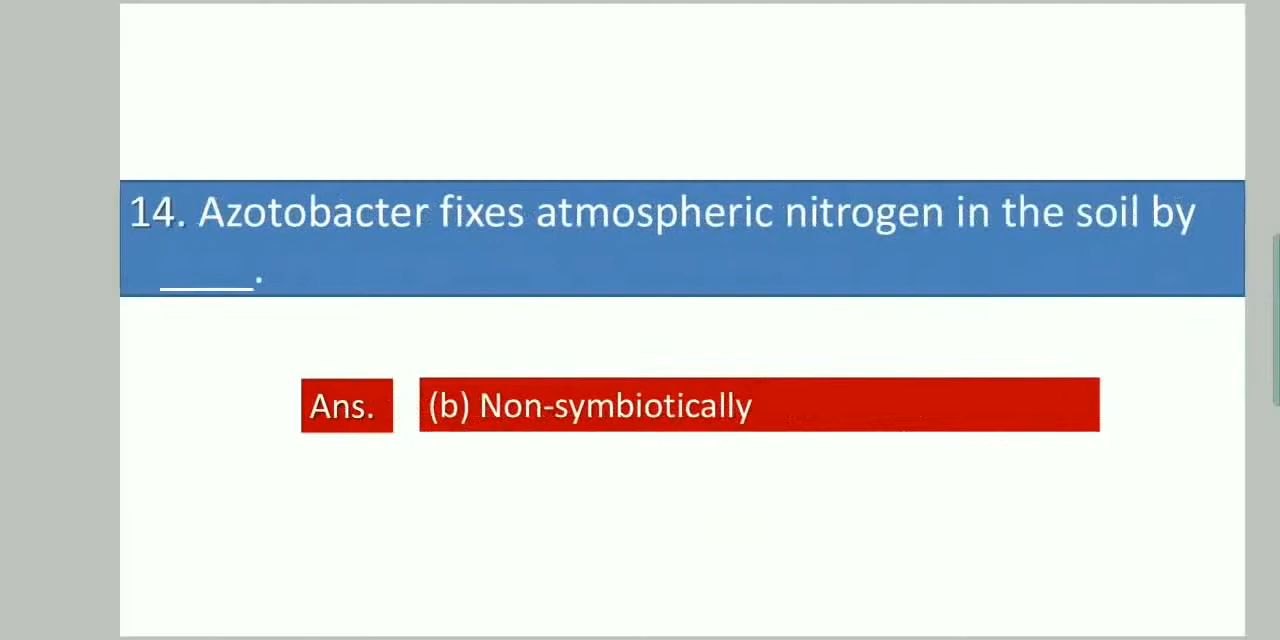 14. Azotobacter fixes atmospheric nitrogen in the soil by
_____.
Ans. (b) Non-symbiotically